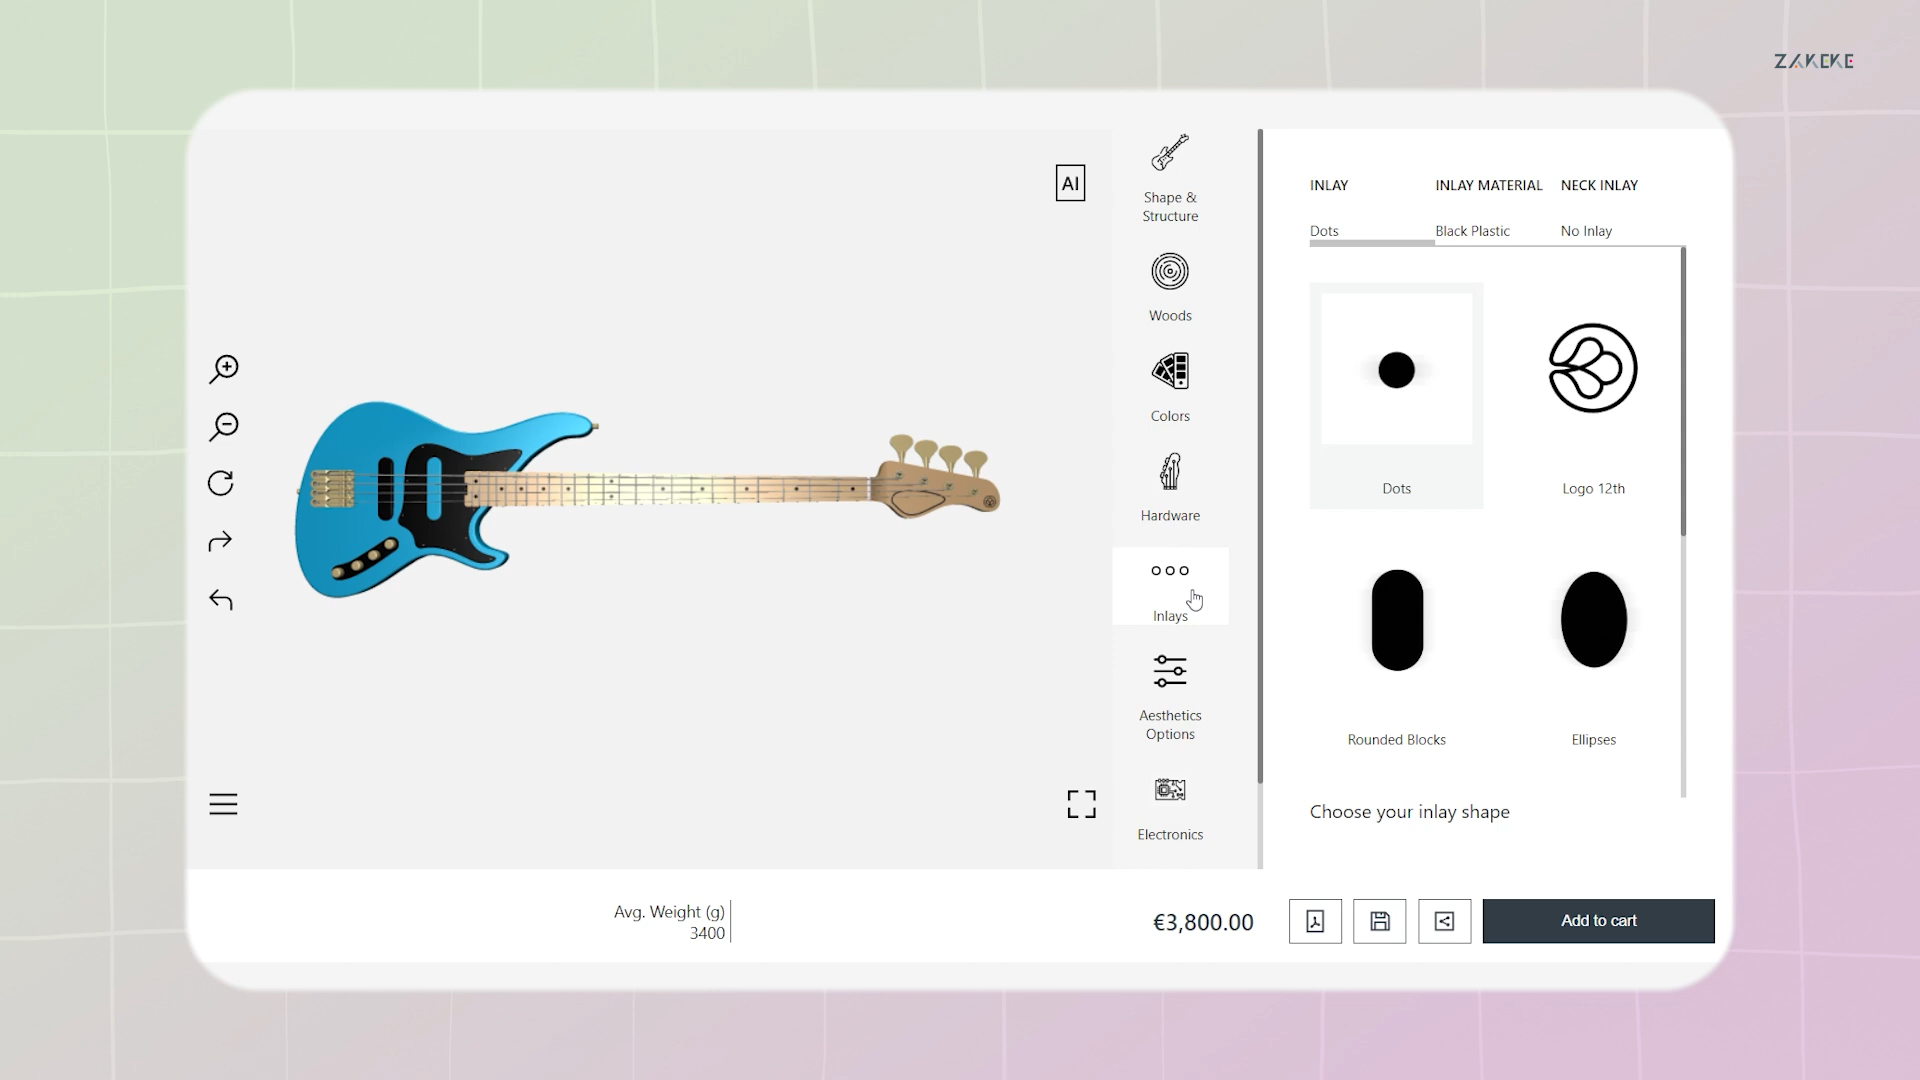 ZAKEKE
AI
Shape &
Structure
Woods
Colors
Hardware
Inlays
Aesthetics
Options
Electronics
INLAY
INLAY MATERIAL
NECK INLAY
Dots
Black Plastic
No Inlay
Dots
Logo 12th
Rounded Blocks
Ellipses
Choose your inlay shape
Avg. Weight (g)
3400
€3,800.00
Add to cart